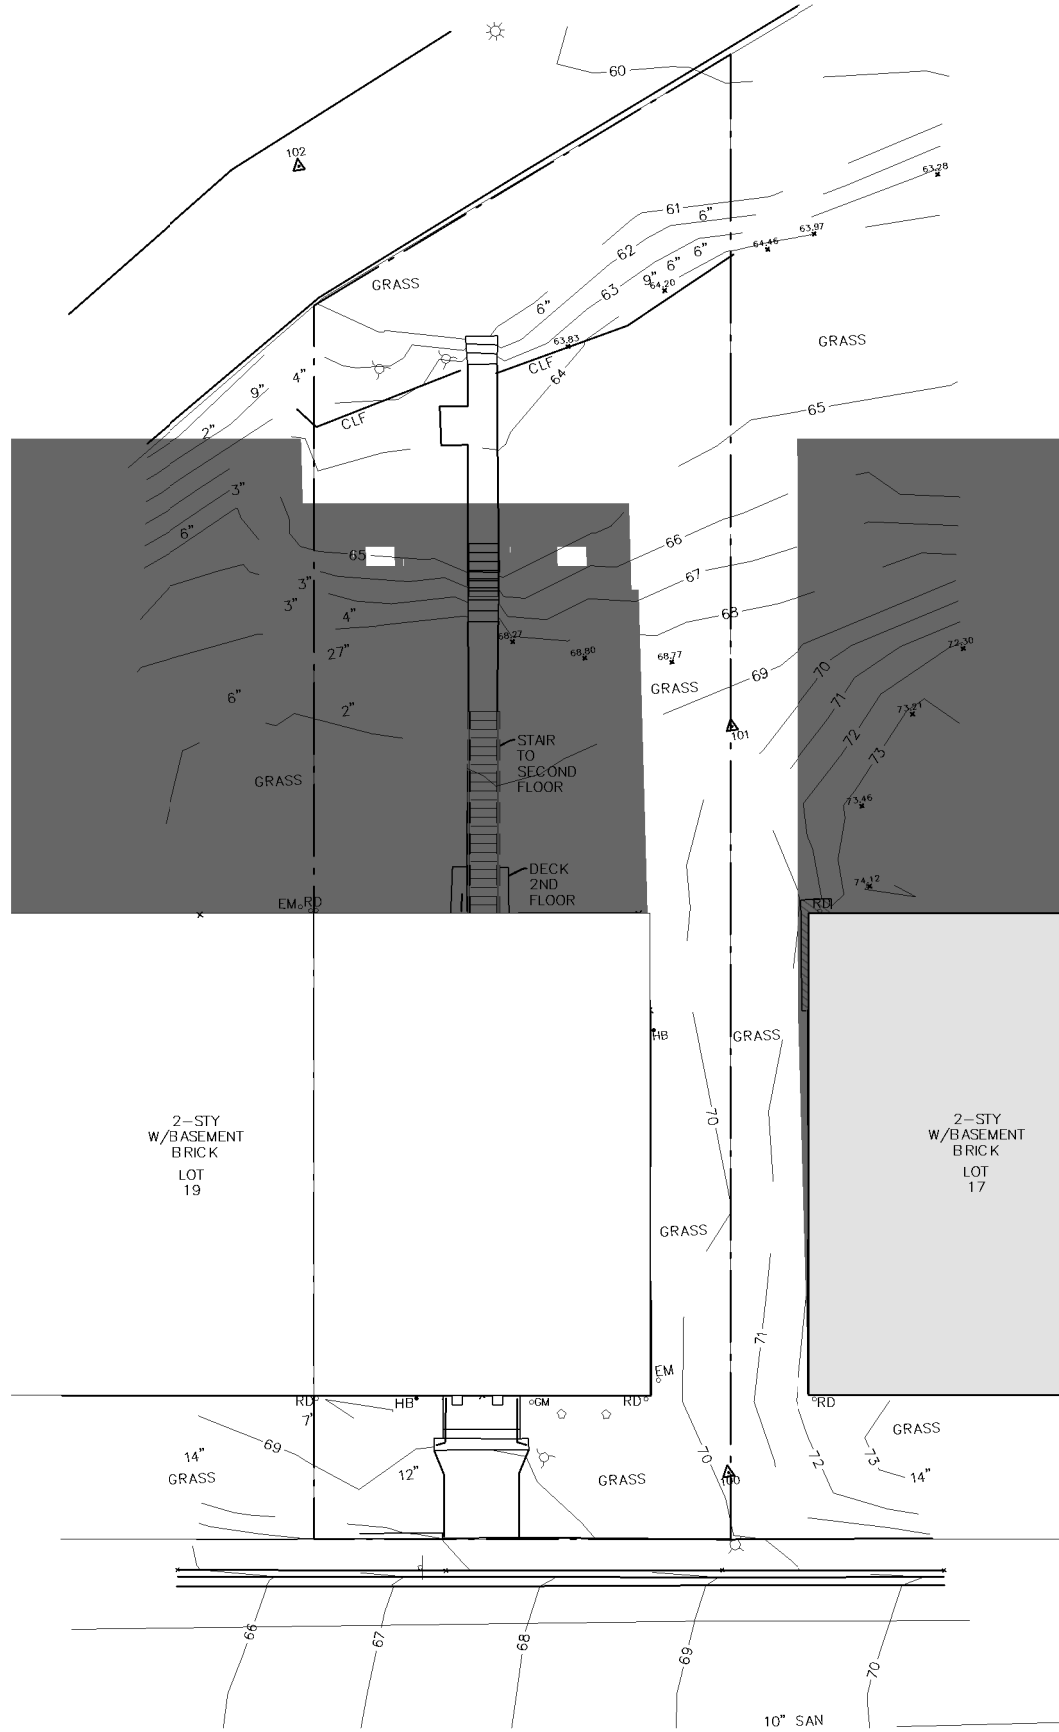 60
102
63.28
61
6"
63.97
62
6"
64.46
6"
9"
64.20
GRASS
63
6"
63.83
GRASS
CLF
4"
64
9"
65
CLF
2"
3"
6"
66
65
67
3"
3"
4"
68
68.27
27"
68.80
68.77
72.30
69
70
GRASS
6"
71
2"
73.21
101
72
STAIR
TO
SECOND
FLOOR
73
GRASS
73.46
DECK
2ND
FLOOR
74.12
EM
RD
RD
HB
GRASS
70
2-STY
W/BASEMENT
BRICK
LOT
19
2-STY
W/BASEMENT
BRICK
LOT
17
GRASS
71
EM
RD
HB
GM
RD
RD
7'
GRASS
69
14"
70
72
73
GRASS
12"
GRASS
100
14"
66
67
68
69
70
10" SAN